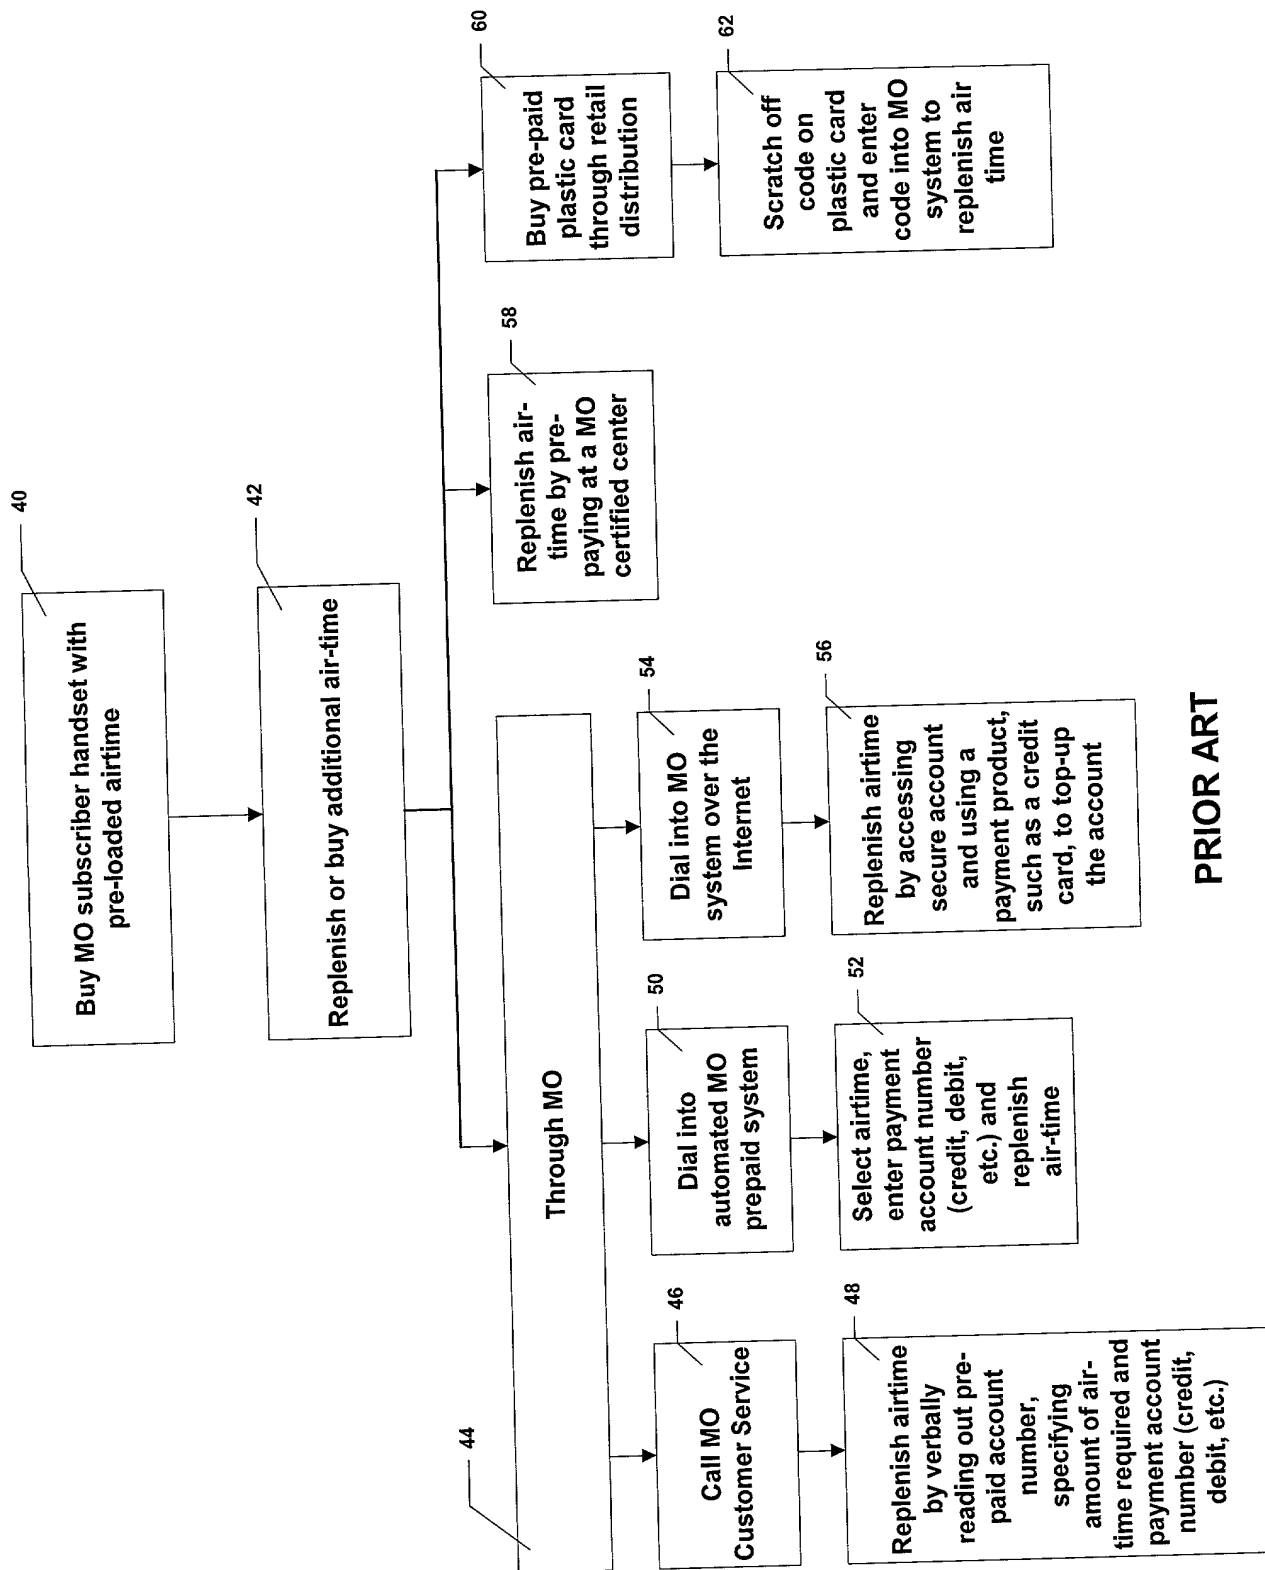 40
Buy MO subscriber handset with
pre-loaded airtime
42
Replenish or buy additional air-time
44
Through MO
46
Call MO
Customer Service
48
Replenish airtime
by verbally
reading out pre-
paid account
number,
specifying
amount of air-
time required and
payment account
number (credit,
debit, etc.)
50
Dial into
automated MO
prepaid system
52
Select airtime,
enter payment
account number
(credit, debit,
etc.) and
replenish
air-time
54
Dial into MO
system over the
Internet
56
Replenish airtime
by accessing
secure account
and using a
payment product,
such as a credit
card, to top-up
the account
58
Replenish air-
time by pre-
paying at a MO
certified center
60
Buy pre-paid
plastic card
through retail
distribution
62
Scratch off
code on
plastic card
and enter
code into MO
system to
replenish air
time
PRIOR ART